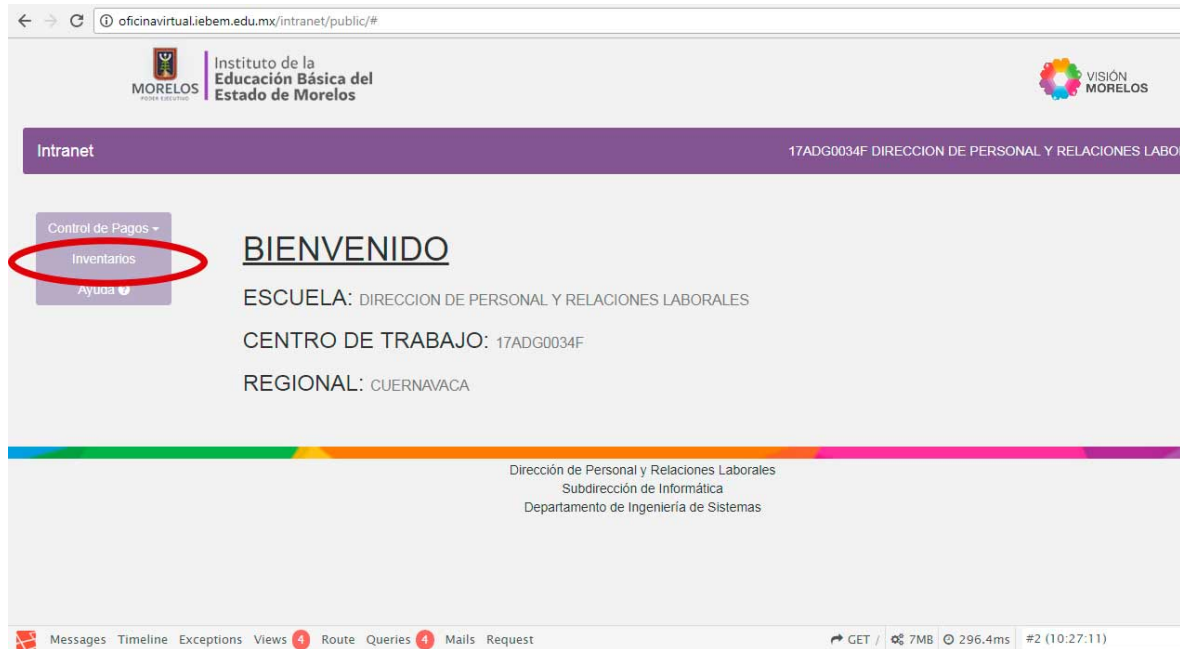 oficinavirtual.iebem.edu.mx/intranet/public/#
MORELOS
PODER EJECUTIVO
Instituto de la
Educación Básica del
Estado de Morelos
VISIÓN
MORELOS
Intranet
17ADG0034F DIRECCION DE PERSONAL Y RELACIONES LABO
Control de Pagos
Inventarios
Ayuda
BIENVENIDO
ESCUELA: DIRECCION DE PERSONAL Y RELACIONES LABORALES
CENTRO DE TRABAJO: 17ADG0034F
REGIONAL: CUERNAVACA
Dirección de Personal y Relaciones Laborales
Subdirección de Informática
Departamento de Ingeniería de Sistemas
Messages Timeline Exceptions Views 4 Route Queries 4 Mails Request GET / 7MB 296.4ms #2 (10:27:11)